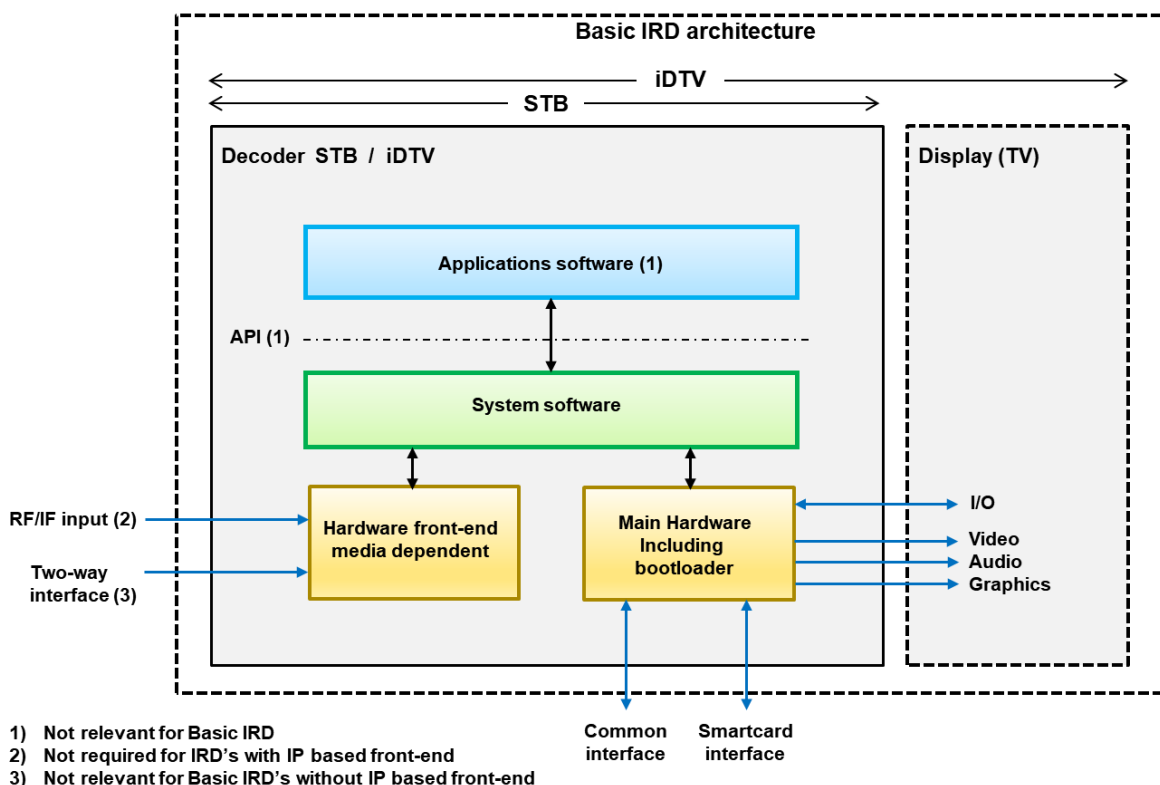 Basic IRD architecture
iDTV
STB
Decoder STB / iDTV
Display (TV)
Applications software (1)
API (1)
System software
RF/IF input (2)
Two-way
interface (3)
Hardware front-end
media dependent
Main Hardware
Including
bootloader
I/O
Video
Audio
Graphics
Common
interface
Smartcard
interface
1) Not relevant for Basic IRD
2) Not required for IRD's with IP based front-end
3) Not relevant for Basic IRD's without IP based front-end